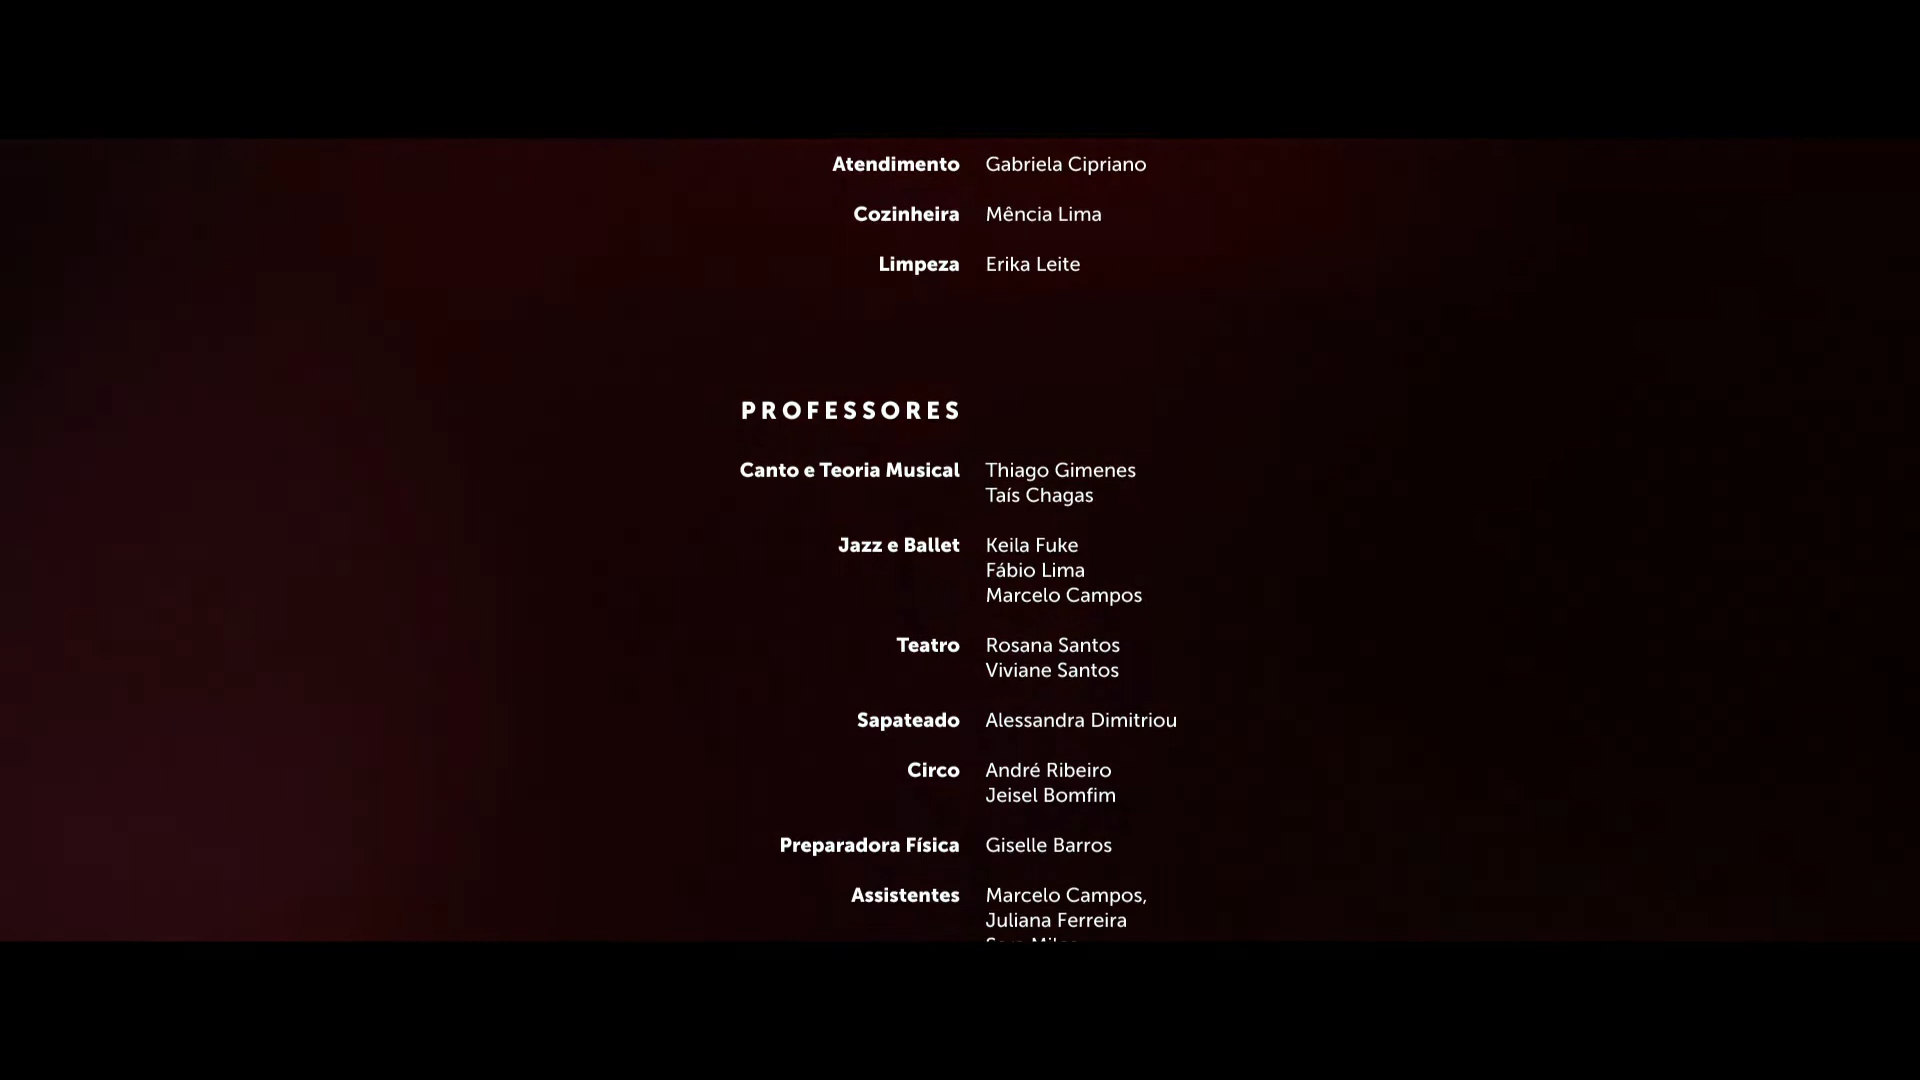 Atendimento Gabriela Cipriano
Cozinheira Mência Lima
Limpeza Erika Leite
PROFESSORES
Canto e Teoria Musical Thiago Gimenes
Taís Chagas
Jazz e Ballet Keila Fuke
Fábio Lima
Marcelo Campos
Teatro Rosana Santos
Viviane Santos
Sapateado Alessandra Dimitriou
Circo André Ribeiro
Jeisel Bomfim
Preparadora Física Giselle Barros
Assistentes Marcelo Campos,
Juliana Ferreira